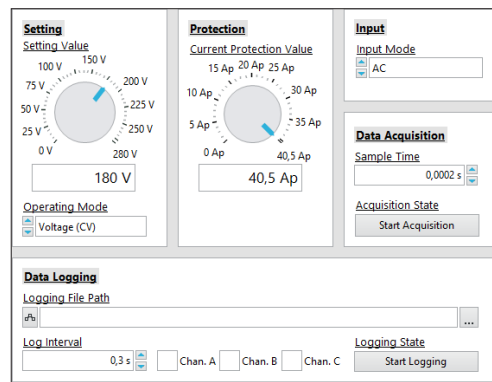 Setting
Setting Value
0 V
25 V
50 V
75 V
100 V
150 V
200 V
225 V
250 V
280 V
180 V
Operating Mode
Voltage (CV)
Protection
Current Protection Value
0 Ap
5 Ap
10 Ap
15 Ap
20 Ap
25 Ap
30 Ap
35 Ap
40,5 Ap
40,5 Ap
Input
Input Mode
AC
Data Acquisition
Sample Time
0,0002 s
Acquisition State
Start Acquisition
Data Logging
Logging File Path
...
Log Interval
0,3 s
Chan. A
Chan. B
Chan. C
Logging State
Start Logging